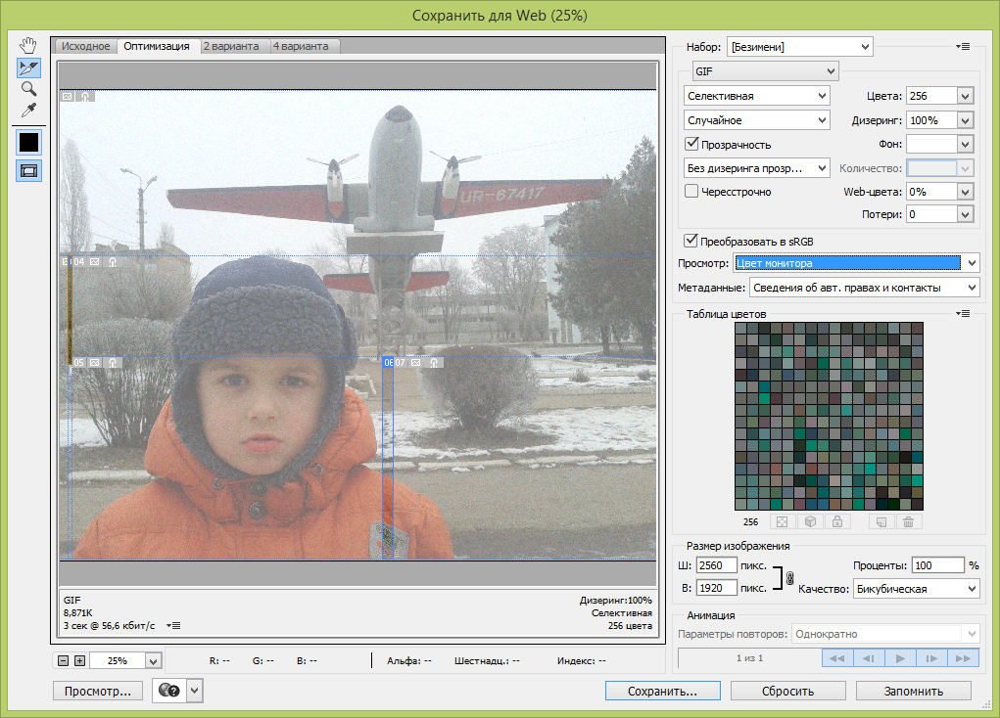 Сохранить для Web (25%)
Исходное Оптимизация 2 варианта 4 варианта
UR-67417
04
05
06 07
GIF
8,871K
3 сек @ 56,6 кбит/с
Дизеринг:100%
Селективная
256 цвета
25% R: -- G: -- B: -- Альфа: -- Шестнадц.: -- Индекс: --
Просмотр...
Набор: [Безимени]
GIF
Селективная Цвета: 256
Случайное Дизеринг: 100%
Прозрачность Фон:
Без дизеринга прозр... Количество:
Чересстрочно Web-цвета: 0%
Потери: 0
Преобразовать в sRGB
Просмотр: Цвет монитора
Метаданные: Сведения об авт. правах и контакты
Таблица цветов
256
Размер изображения
Ш: 2560 пикс. Проценты: 100 %
В: 1920 пикс. Качество: Бикубическая
Анимация
Параметры повторов: Однократно
1 из 1
Сохранить... Сбросить Запомнить